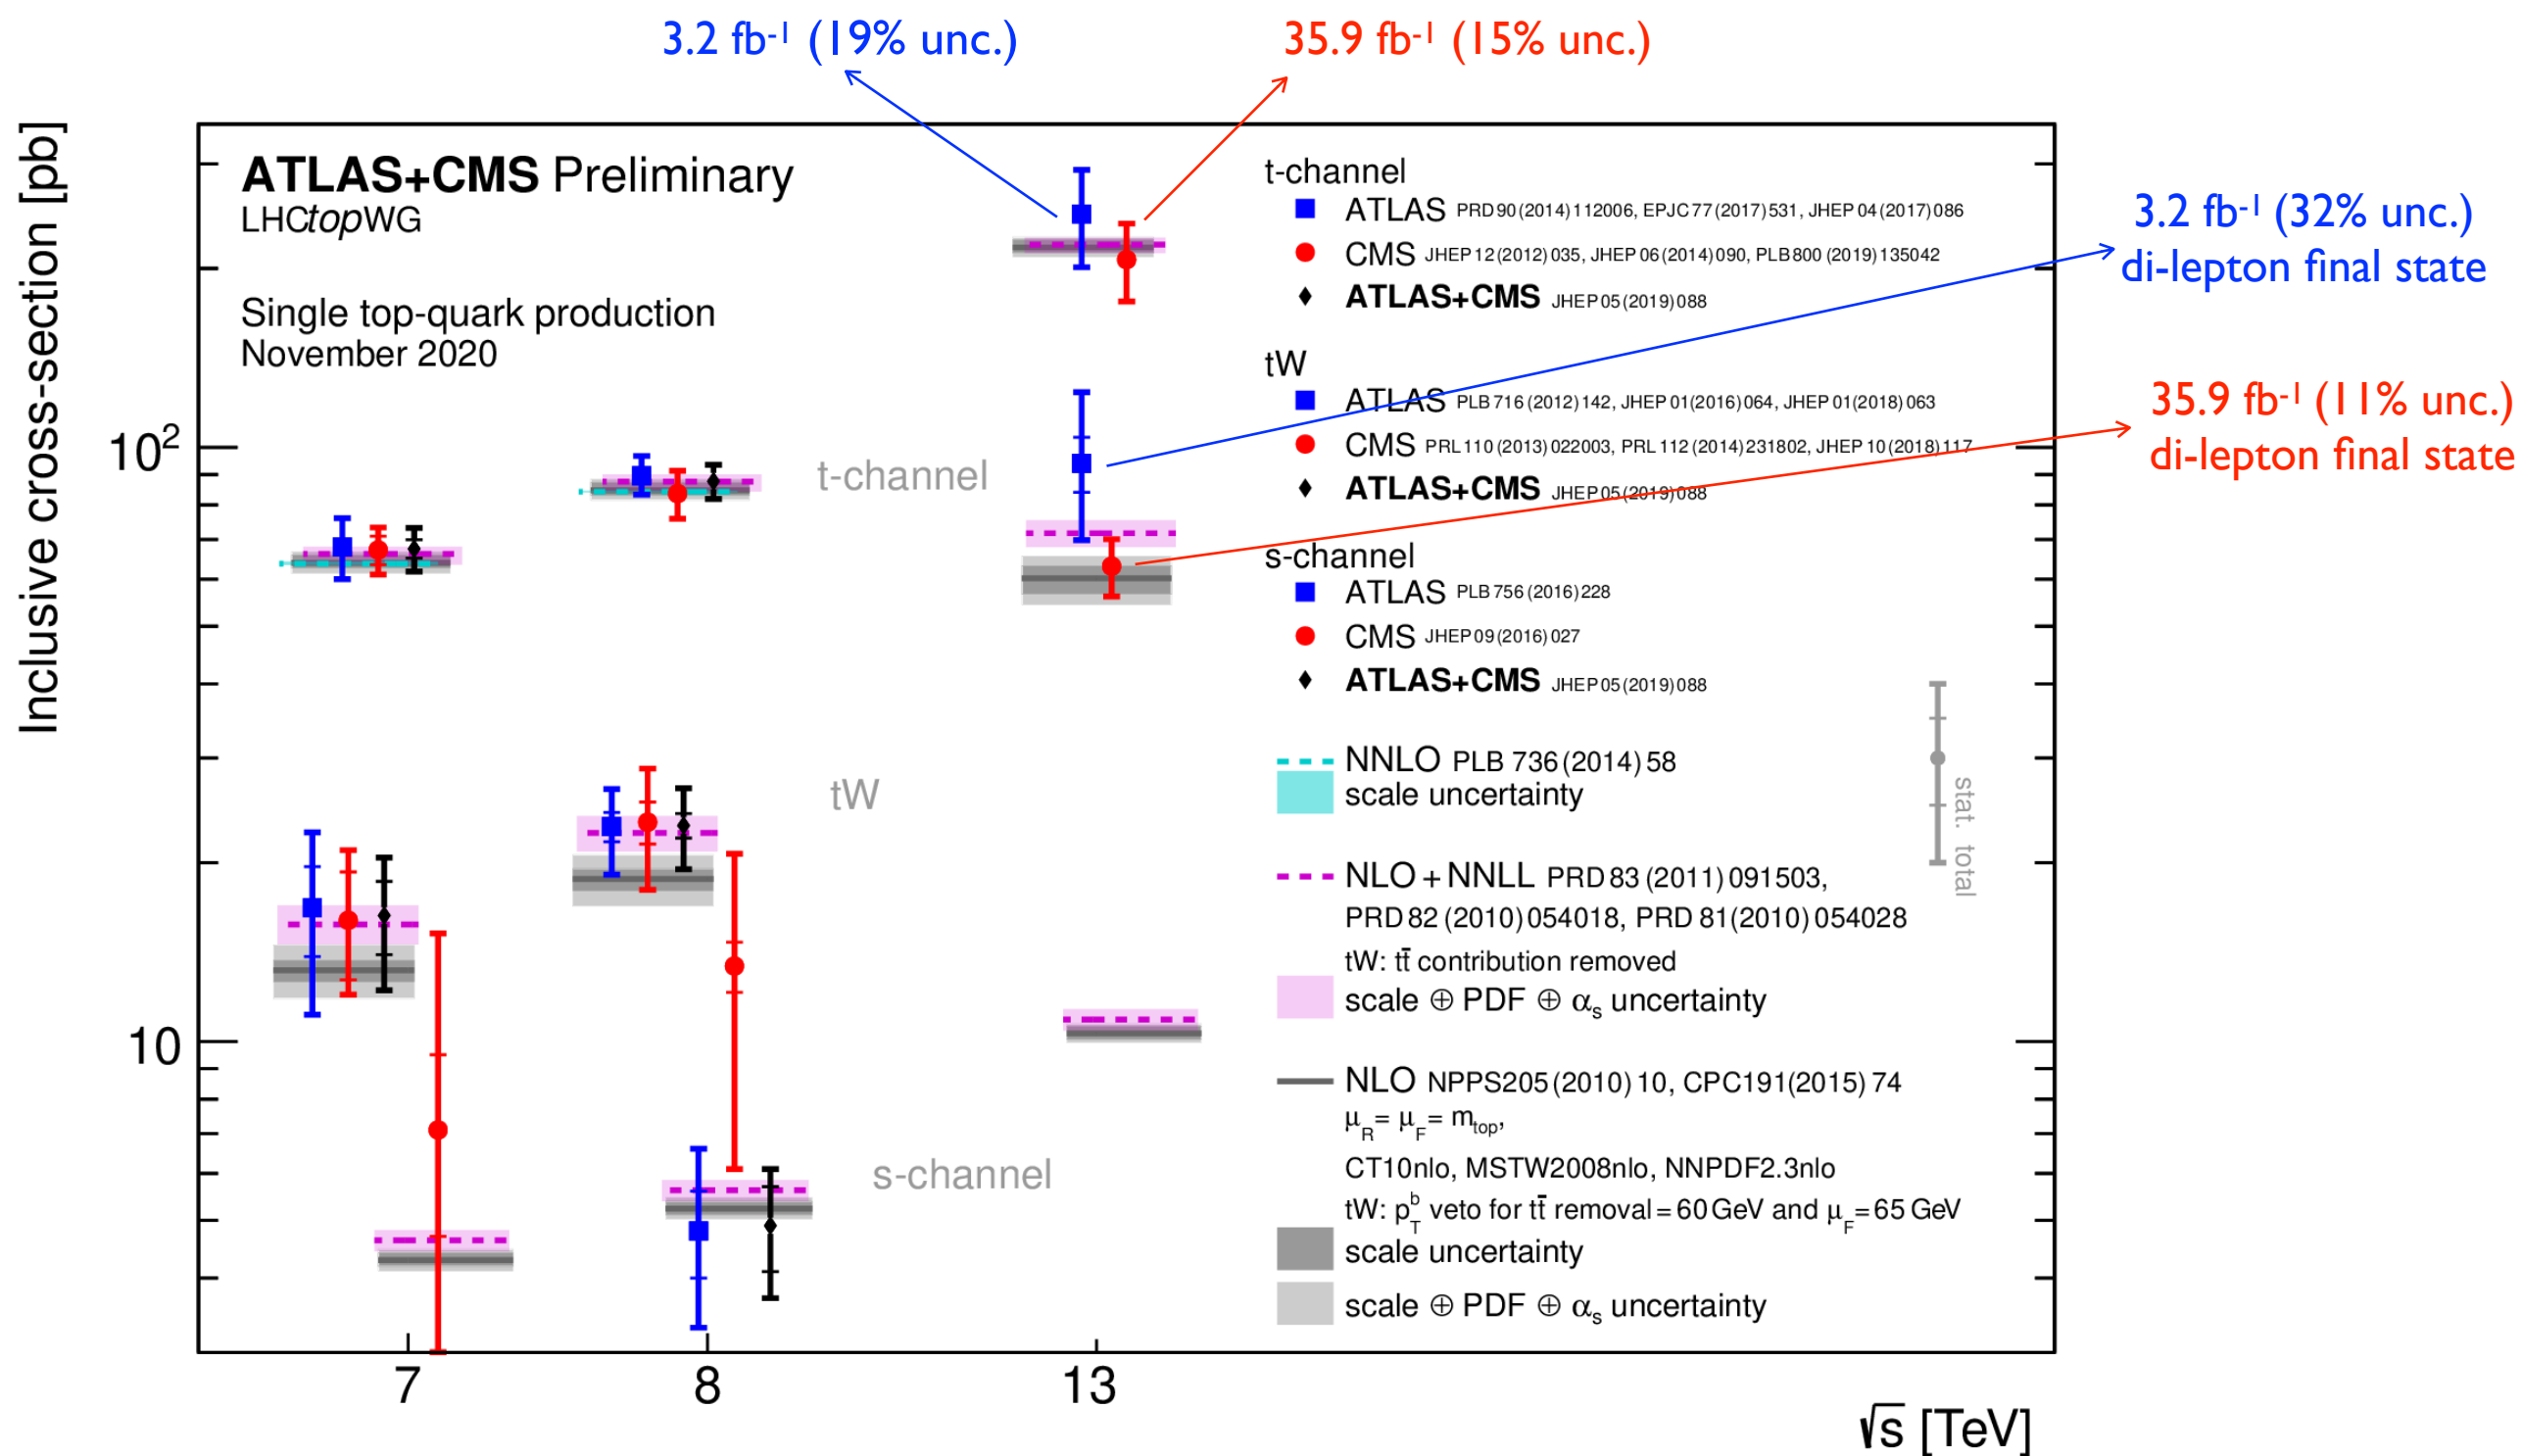 3.2 fb-1 (19% unc.)
35.9 fb-1 (15% unc.)
Inclusive cross-section [pb]
ATLAS+CMS Preliminary
LHCtopWG
Single top-quark production
November 2020
t-channel
ATLAS PRD 90 (2014) 112006, EPJC 77 (2017) 531, JHEP 04 (2017) 086
CMS JHEP 12 (2012) 035, JHEP 06 (2014) 090, PLB 800 (2019) 135042
ATLAS+CMS JHEP 05 (2019) 088
3.2 fb-1 (32% unc.)
di-lepton final state
tW
ATLAS PLB 716 (2012) 142, JHEP 01 (2016) 064, JHEP 01 (2018) 063
CMS PRL 110 (2013) 022003, PRL 112 (2014) 231802, JHEP 10 (2018) 117
ATLAS+CMS JHEP 05 (2019) 088
35.9 fb-1 (11% unc.)
di-lepton final state
s-channel
ATLAS PLB 756 (2016) 228
CMS JHEP 09 (2016) 027
ATLAS+CMS JHEP 05 (2019) 088
10²
10
t-channel
tW
s-channel
NNLO PLB 736 (2014) 58
scale uncertainty
NLO + NNLL PRD 83 (2011) 091503,
PRD 82 (2010) 054018, PRD 81 (2010) 054028
tW: tt̄ contribution removed
scale ⊕ PDF ⊕ αs uncertainty
NLO NPPS205 (2010) 10, CPC191 (2015) 74
μR = μF = mtop,
CT10nlo, MSTW2008nlo, NNPDF2.3nlo
tW: pTb veto for tt̄ removal = 60 GeV and μF = 65 GeV
scale uncertainty
scale ⊕ PDF ⊕ αs uncertainty
stat. total
7
8
13
√s [TeV]